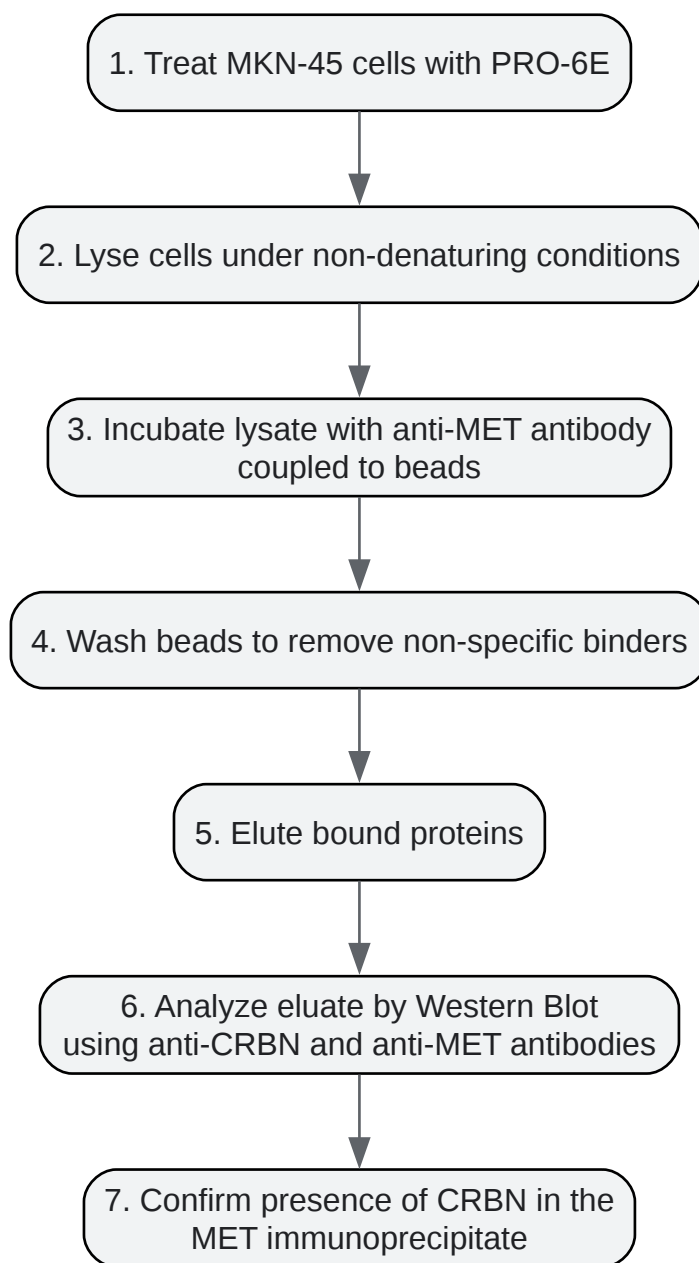 1. Treat MKN-45 cells with PRO-6E
2. Lyse cells under non-denaturing conditions
3. Incubate lysate with anti-MET antibody
coupled to beads
4. Wash beads to remove non-specific binders
5. Elute bound proteins
6. Analyze eluate by Western Blot
using anti-CRBN and anti-MET antibodies
7. Confirm presence of CRBN in the
MET immunoprecipitate